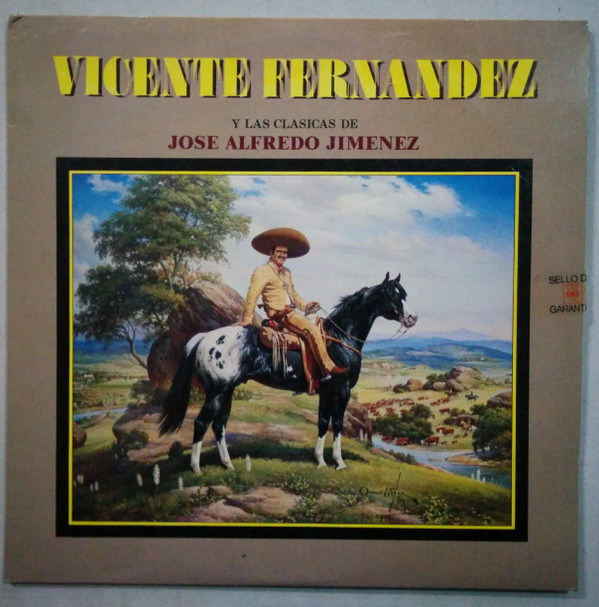 VICENTE FERNANDEZ
Y LAS CLASICAS DE
JOSE ALFREDO JIMENEZ
SELLO D
GARANTI